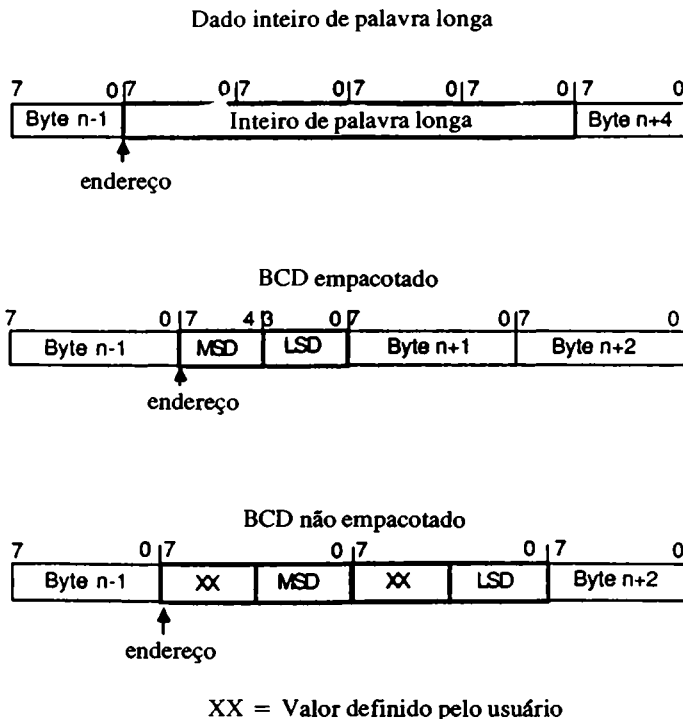 Dado inteiro de palavra longa
7 0|7 0|7 0|7 0|7 0|7 0
Byte n-1 Inteiro de palavra longa Byte n+4
endereço
BCD empacotado
7 0|7 4|3 0|7 0|7 0
Byte n-1 MSD LSD Byte n+1 Byte n+2
endereço
BCD não empacotado
7 0|7 0|7 0|7 0
Byte n-1 XX MSD XX LSD Byte n+2
endereço
XX = Valor definido pelo usuário